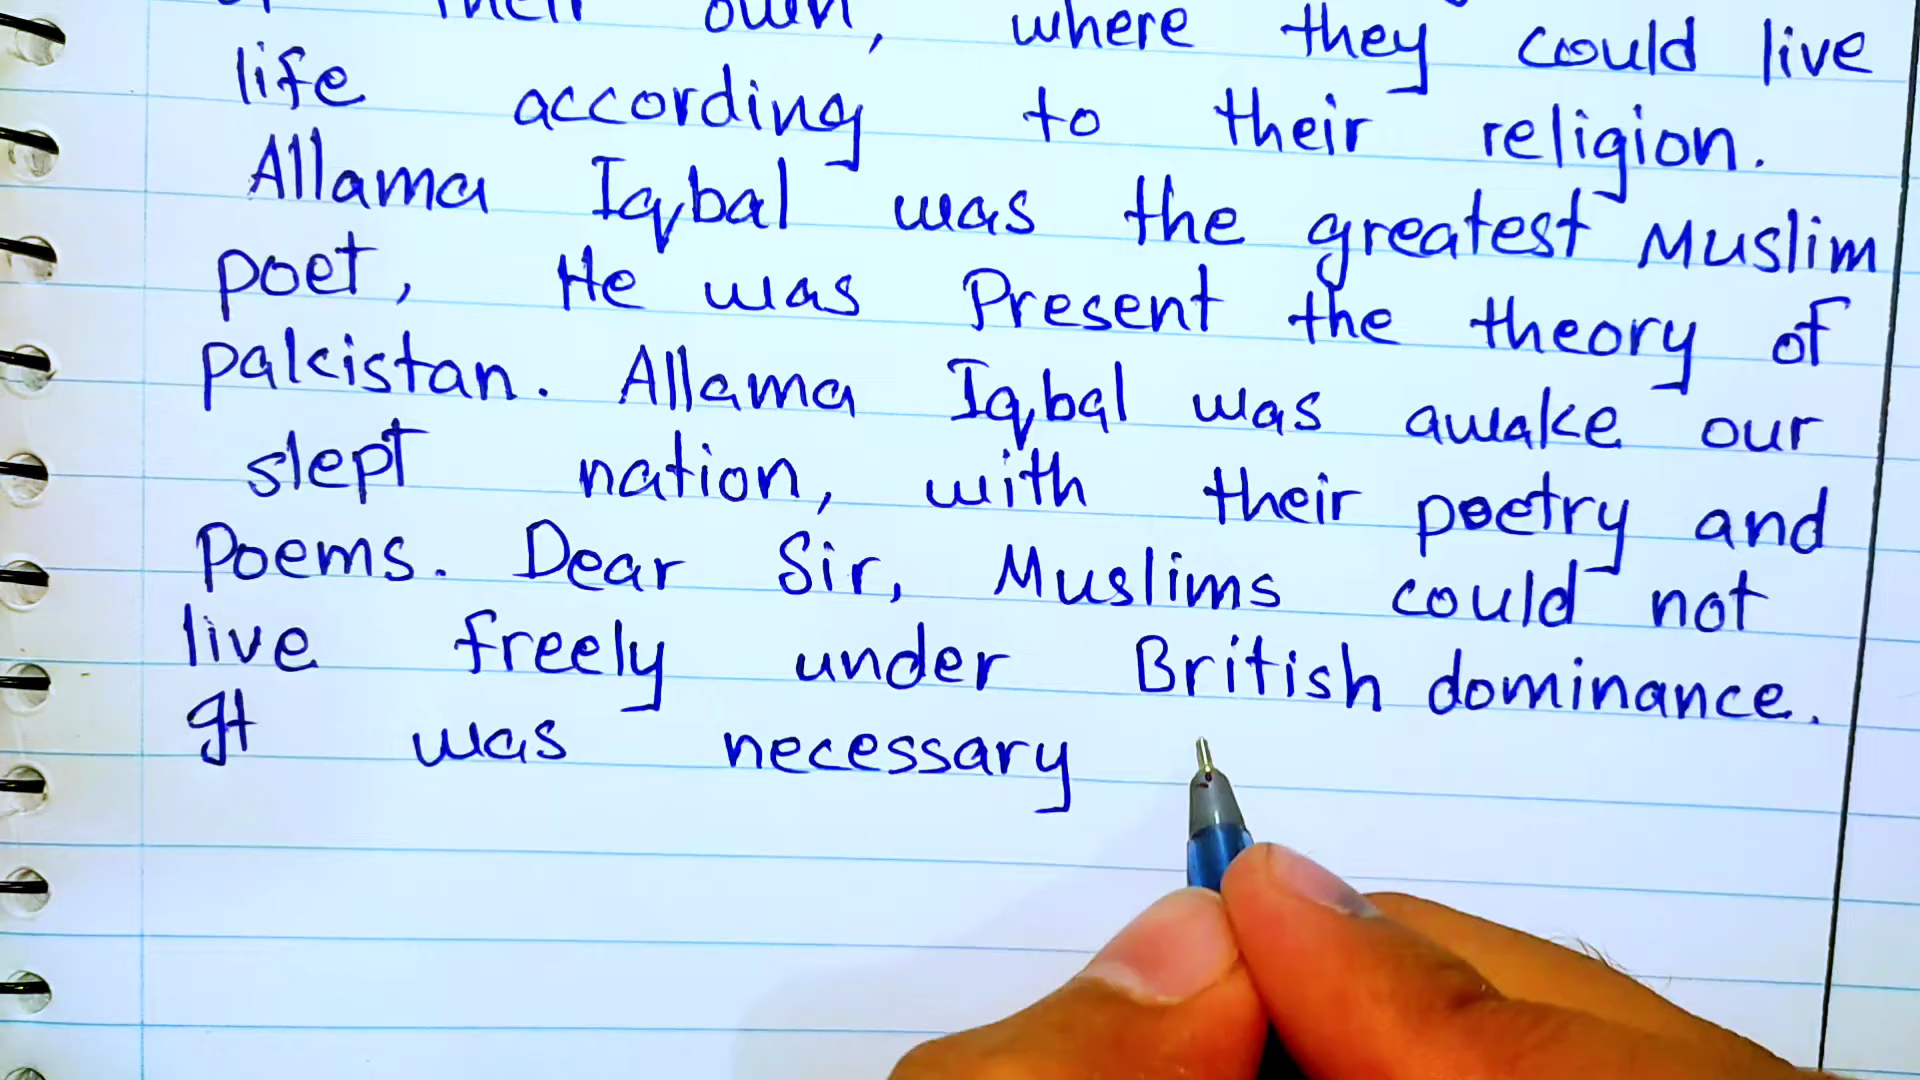 their own, where they could live
life according to their religion.
Allama Iqbal was the greatest Muslim
poet, He was Present the theory of
pakistan. Allama Iqbal was awake our
slept nation, with their poetry and
Poems. Dear Sir, Muslims could not
live freely under British dominance.
It was necessary